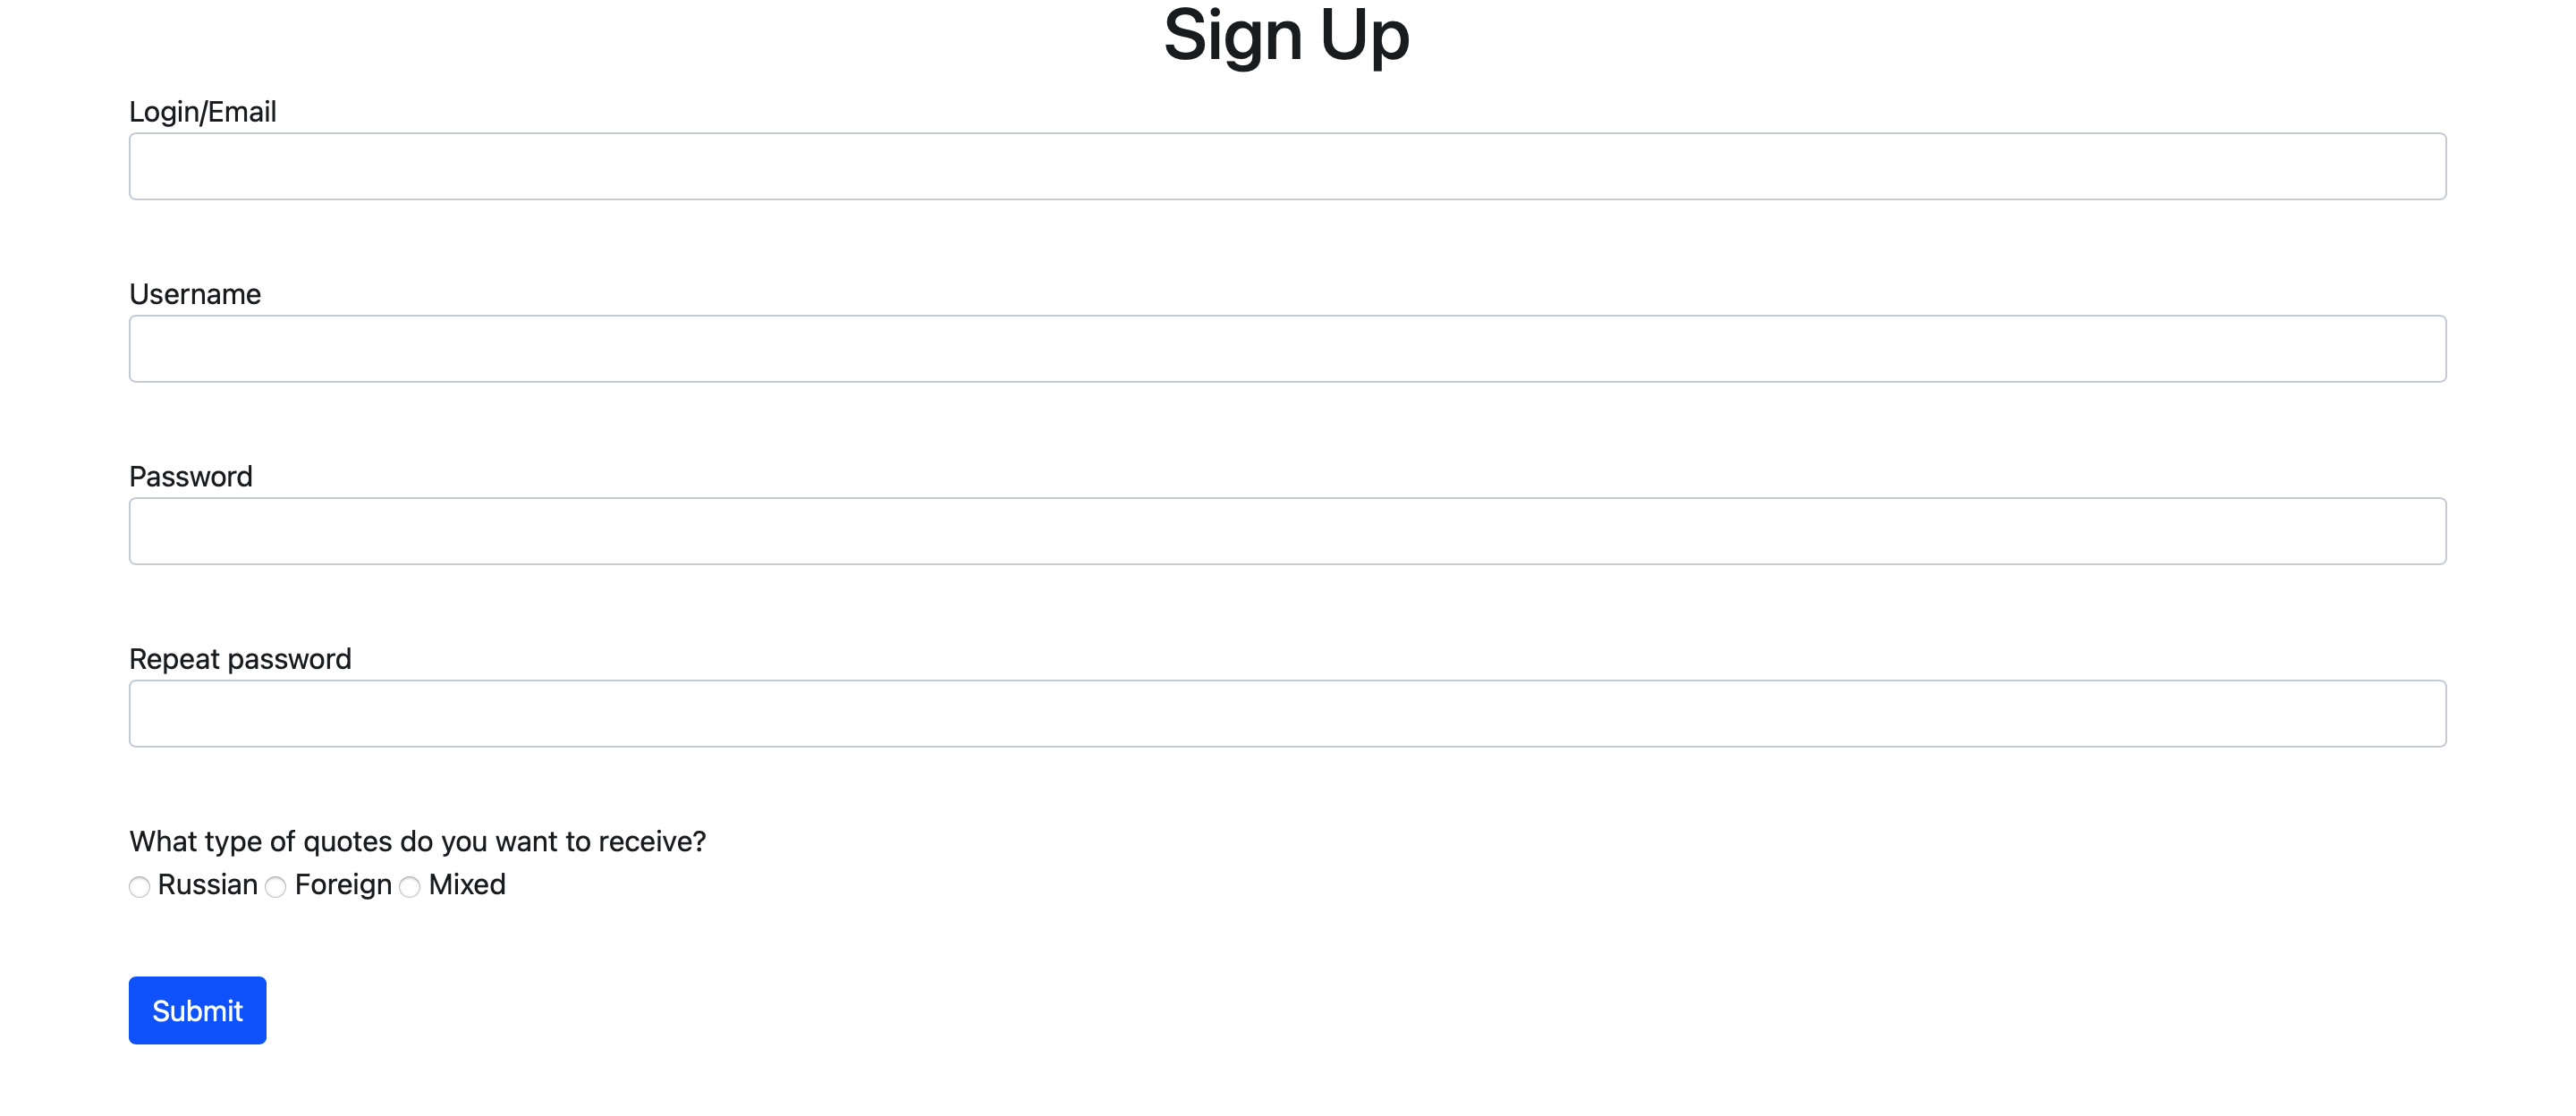 Sign Up
Login/Email
Username
Password
Repeat password
What type of quotes do you want to receive?
Russian Foreign Mixed
Submit